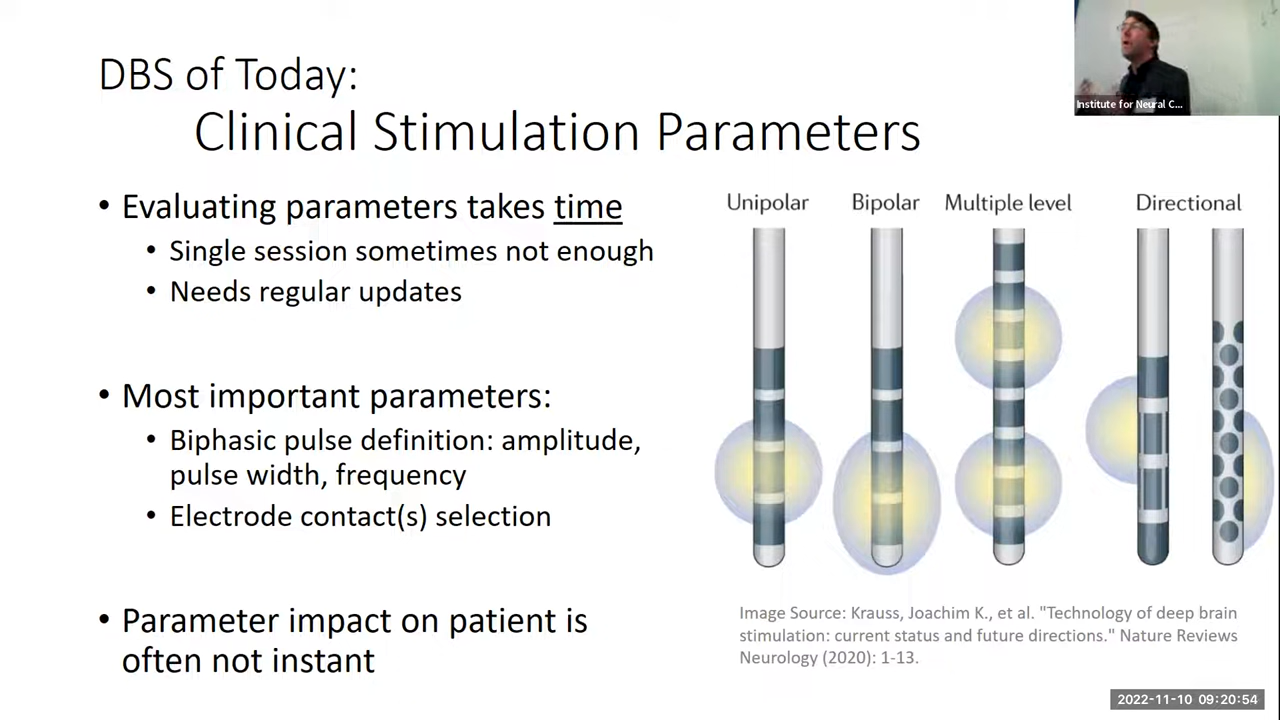 DBS of Today:
Clinical Stimulation Parameters
• Evaluating parameters takes time
• Single session sometimes not enough
• Needs regular updates
• Most important parameters:
• Biphasic pulse definition: amplitude,
pulse width, frequency
• Electrode contact(s) selection
• Parameter impact on patient is
often not instant
Unipolar
Bipolar
Multiple level
Directional
Image Source: Krauss, Joachim K., et al. "Technology of deep brain
stimulation: current status and future directions." Nature Reviews
Neurology (2020): 1-13.
Institute for Neural C...
2022-11-10 09:20:54